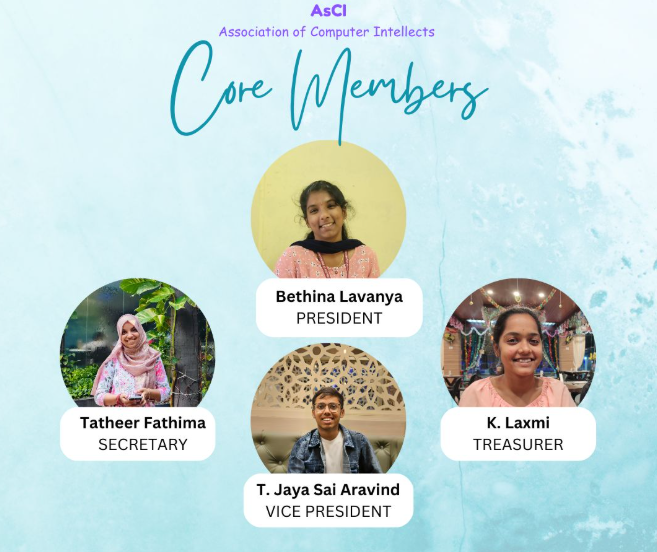 AsCI
Association of Computer Intellects
Core Members
Bethina Lavanya
PRESIDENT
Tatheer Fathima
SECRETARY
K. Laxmi
TREASURER
T. Jaya Sai Aravind
VICE PRESIDENT